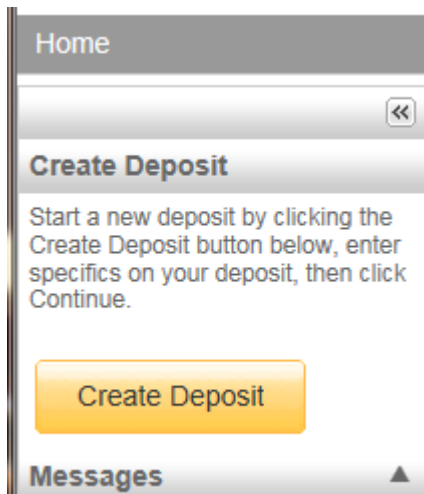 Home
Create Deposit
Start a new deposit by clicking the
Create Deposit button below, enter
specifics on your deposit, then click
Continue.
Create Deposit
Messages